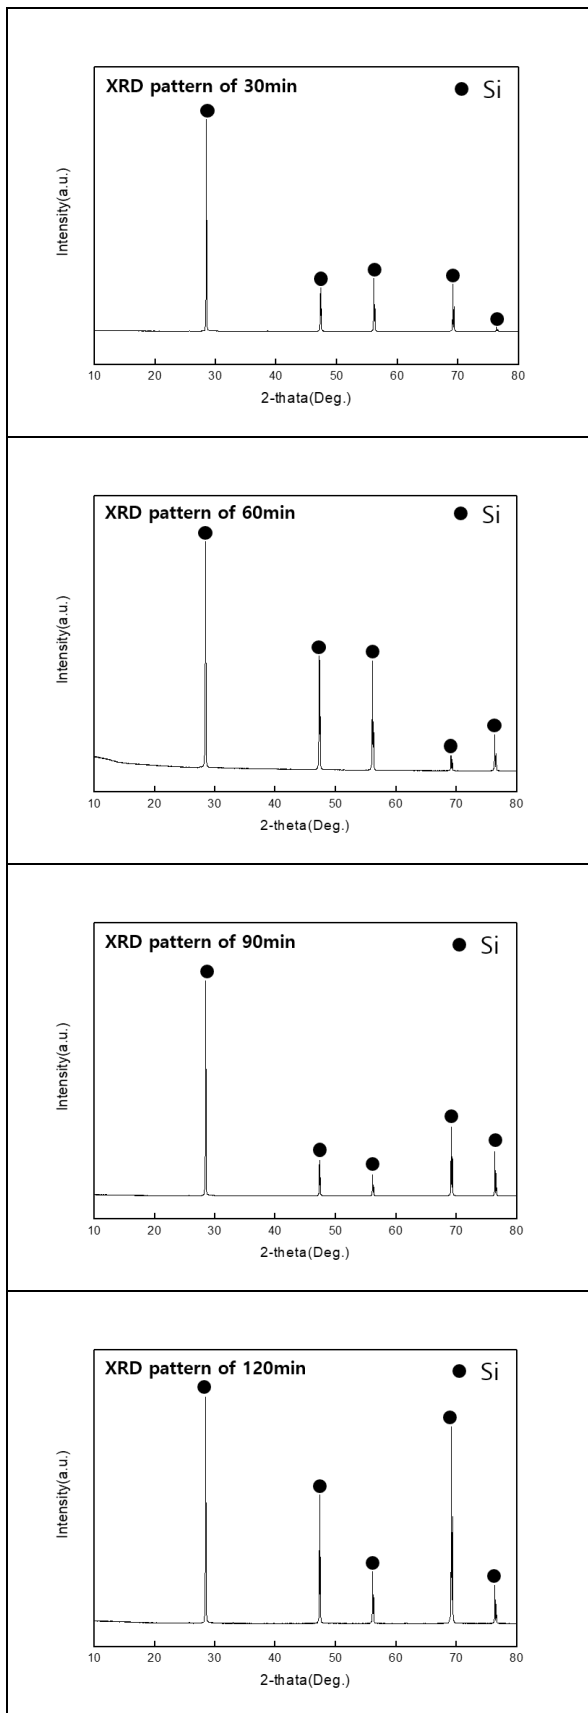 XRD pattern of 30min
Si
Intensity(a.u.)
10 20 30 40 50 60 70 80
2-thata(Deg.)
XRD pattern of 60min
Si
Intensity(a.u.)
10 20 30 40 50 60 70 80
2-theta(Deg.)
XRD pattern of 90min
Si
Intensity(a.u.)
10 20 30 40 50 60 70 80
2-theta(Deg.)
XRD pattern of 120min
Si
Intensity(a.u.)
10 20 30 40 50 60 70 80
2-theta(Deg.)